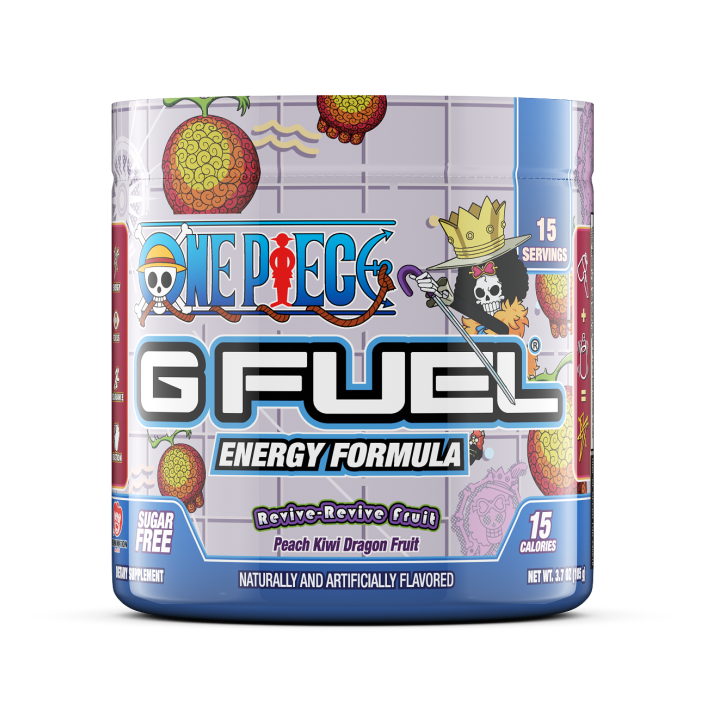 15
SERVINGS
ONE PIECE
G FUEL®
ENERGY FORMULA
Revive-Revive Fruit
Peach Kiwi Dragon Fruit
SUGAR
FREE
15
CALORIES
NATURALLY AND ARTIFICIALLY FLAVORED
DIETARY SUPPLEMENT
NET WT. 3.7 OZ